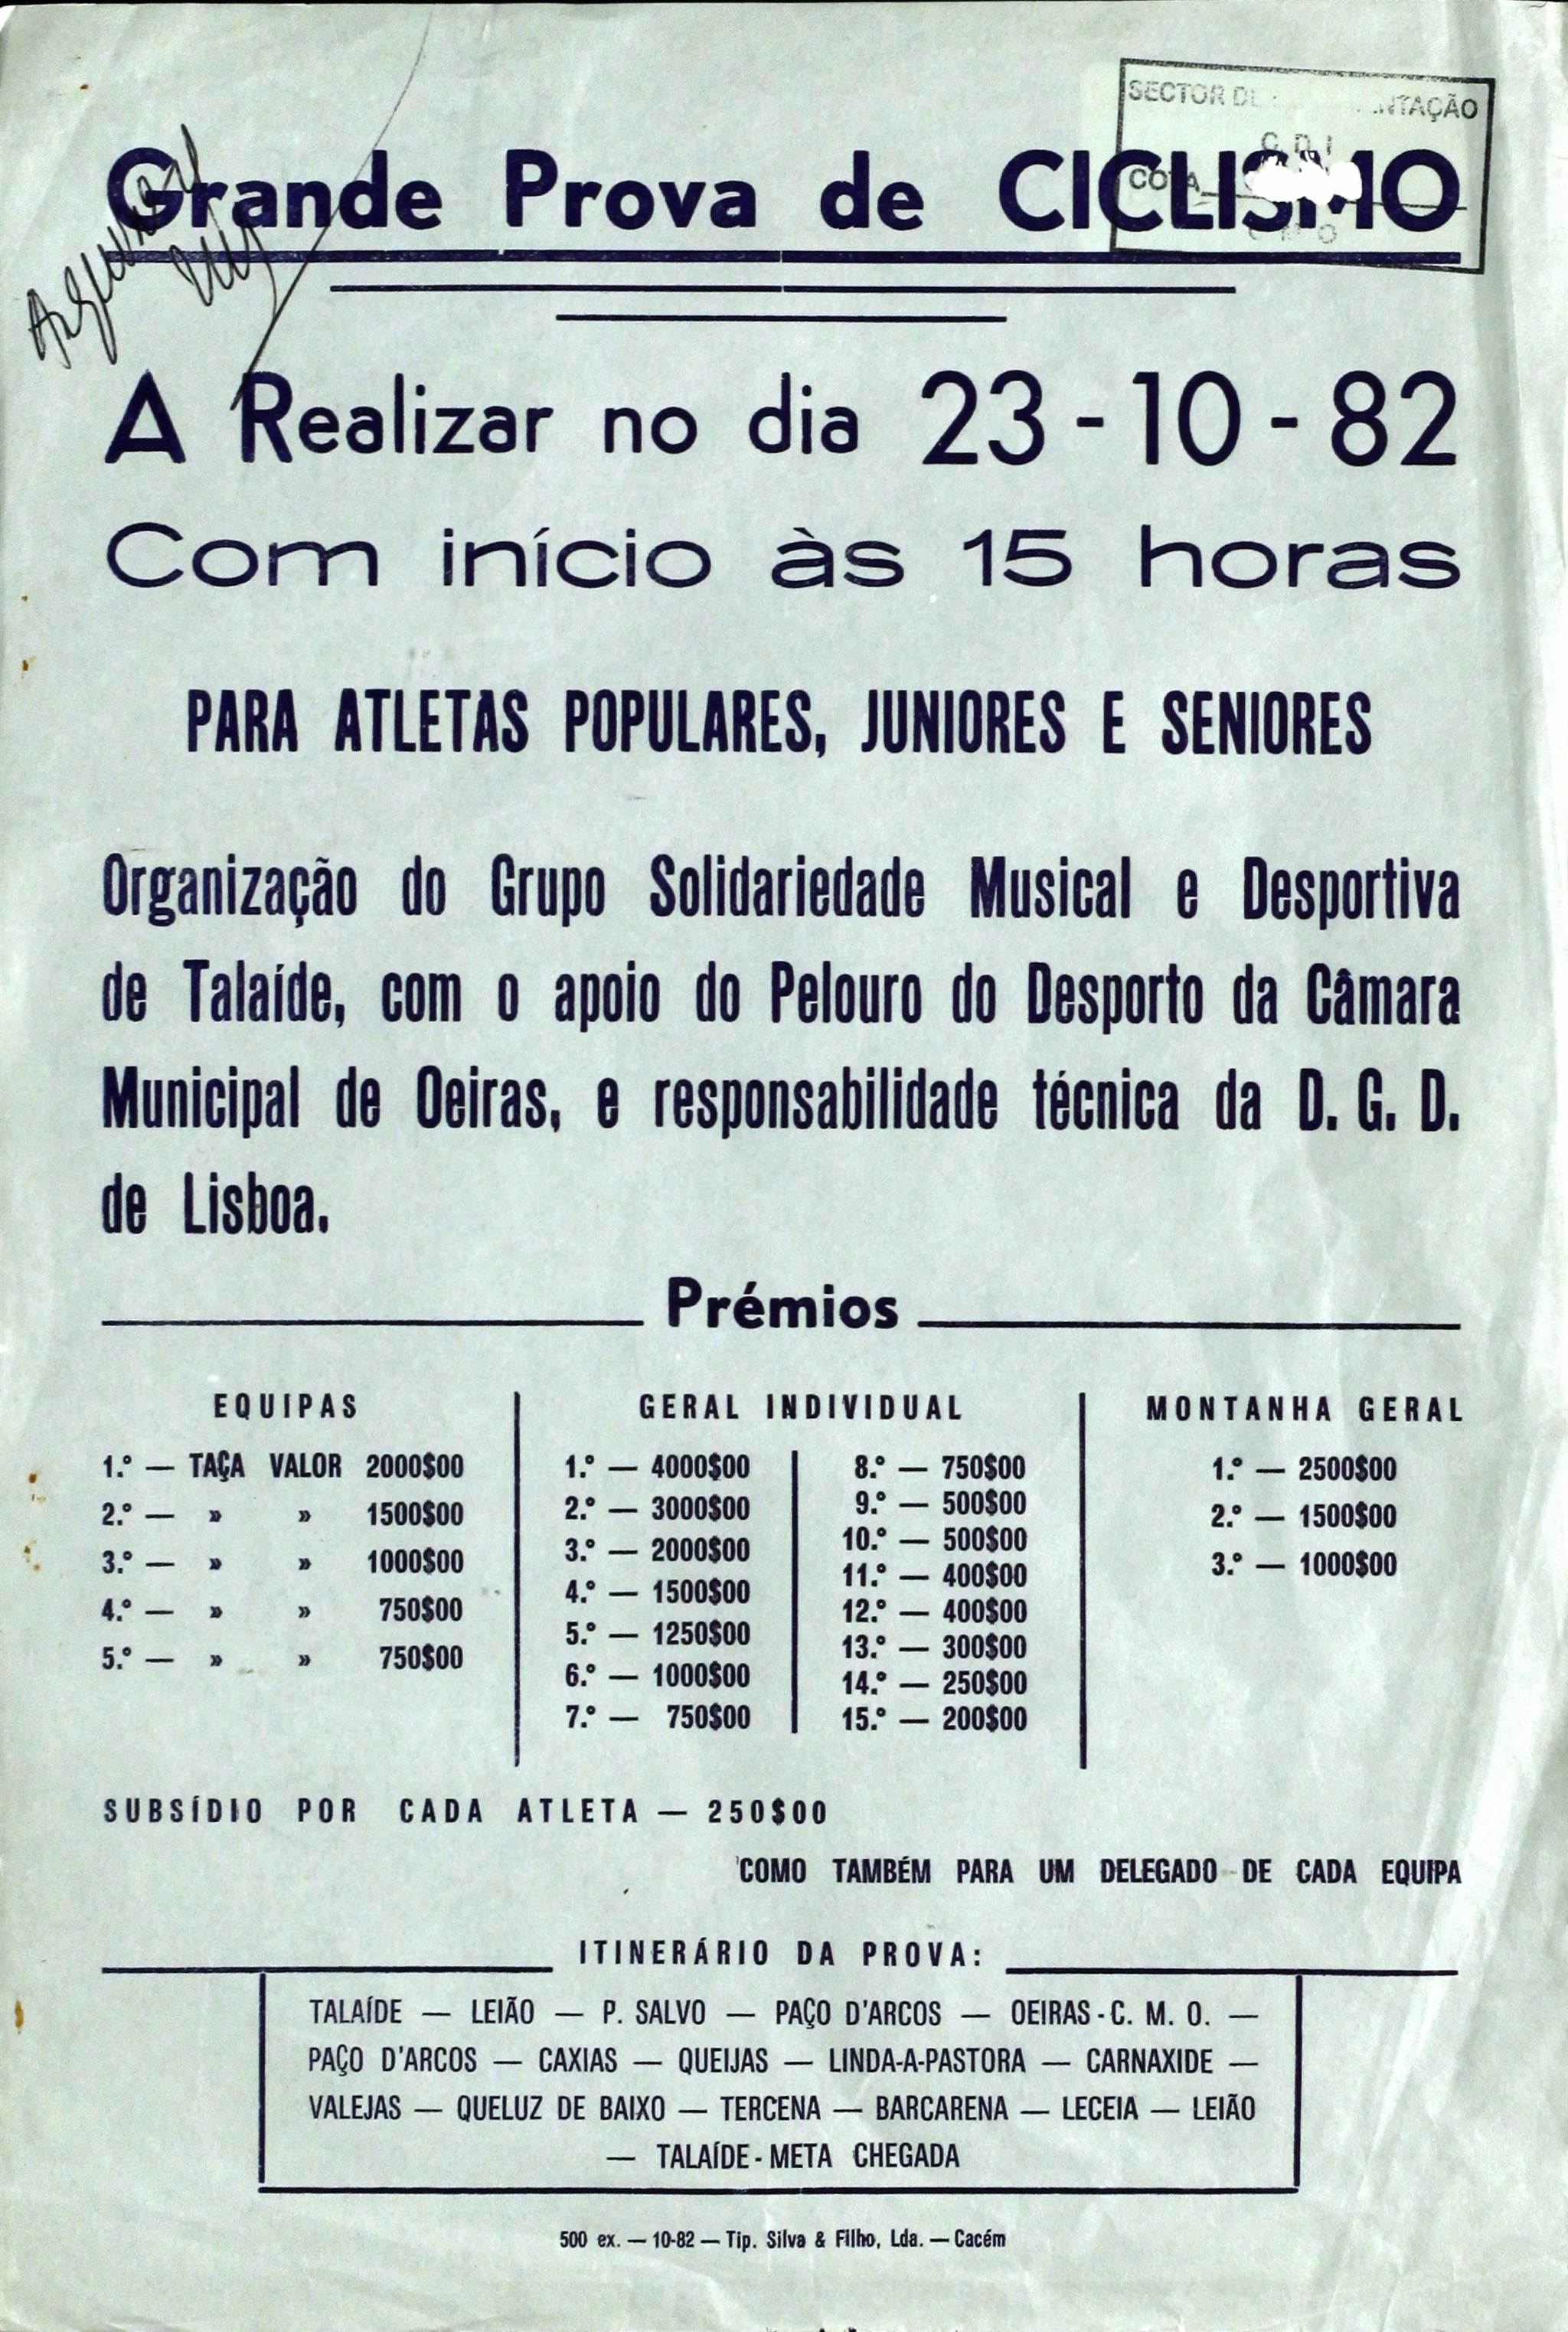 SECTOR DE
C. D. I.
COTA
Grande Prova de CICLISMO
A Realizar no dia 23-10-82
Com início às 15 horas
PARA ATLETAS POPULARES, JUNIORES E SENIORES
Organização do Grupo Solidariedade Musical e Desportiva
de Talaíde, com o apoio do Pelouro do Desporto da Câmara
Municipal de Oeiras, e responsabilidade técnica da D. G. D.
de Lisboa.
Prémios
EQUIPAS
1.º — TAÇA VALOR 2000$00
2.º — » » 1500$00
3.º — » » 1000$00
4.º — » » 750$00
5.º — » » 750$00
GERAL INDIVIDUAL
1.º — 4000$00
2.º — 3000$00
3.º — 2000$00
4.º — 1500$00
5.º — 1250$00
6.º — 1000$00
7.º — 750$00
8.º — 750$00
9.º — 500$00
10.º — 500$00
11.º — 400$00
12.º — 400$00
13.º — 300$00
14.º — 250$00
15.º — 200$00
MONTANHA GERAL
1.º — 2500$00
2.º — 1500$00
3.º — 1000$00
SUBSÍDIO POR CADA ATLETA — 250$00
COMO TAMBÉM PARA UM DELEGADO DE CADA EQUIPA
ITINERÁRIO DA PROVA:
TALAÍDE — LEIÃO — P. SALVO — PAÇO D'ARCOS — OEIRAS - C. M. O. —
PAÇO D'ARCOS — CAXIAS — QUEIJAS — LINDA-A-PASTORA — CARNAXIDE —
VALEJAS — QUELUZ DE BAIXO — TERCENA — BARCARENA — LECEIA — LEIÃO
— TALAÍDE - META CHEGADA
500 ex. — 10-82 — Tip. Silva & Filho, Lda. — Cacém